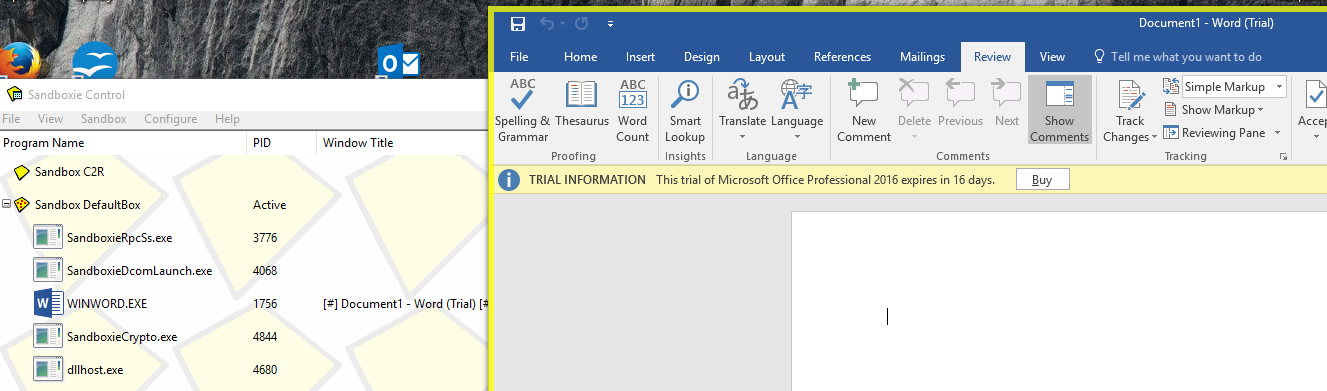 Sandboxie Control
File View Sandbox Configure Help
Program Name PID Window Title
Sandbox C2R
Sandbox DefaultBox Active
SandboxieRpcSs.exe 3776
SandboxieDcomLaunch.exe 4068
WINWORD.EXE 1756 [#] Document1 - Word (Trial) [#
SandboxieCrypto.exe 4844
dllhost.exe 4680
Document1 - Word (Trial)
File Home Insert Design Layout References Mailings Review View Tell me what you want to do
ABC
Spelling &
Grammar
Thesaurus
ABC
123
Word
Count
Proofing
Smart
Lookup
Insights
Translate
Language
Language
New
Comment
Delete
Previous
Next
Show
Comments
Comments
Track
Changes
Simple Markup
Show Markup
Reviewing Pane
Tracking
Accep
TRIAL INFORMATION This trial of Microsoft Office Professional 2016 expires in 16 days. Buy